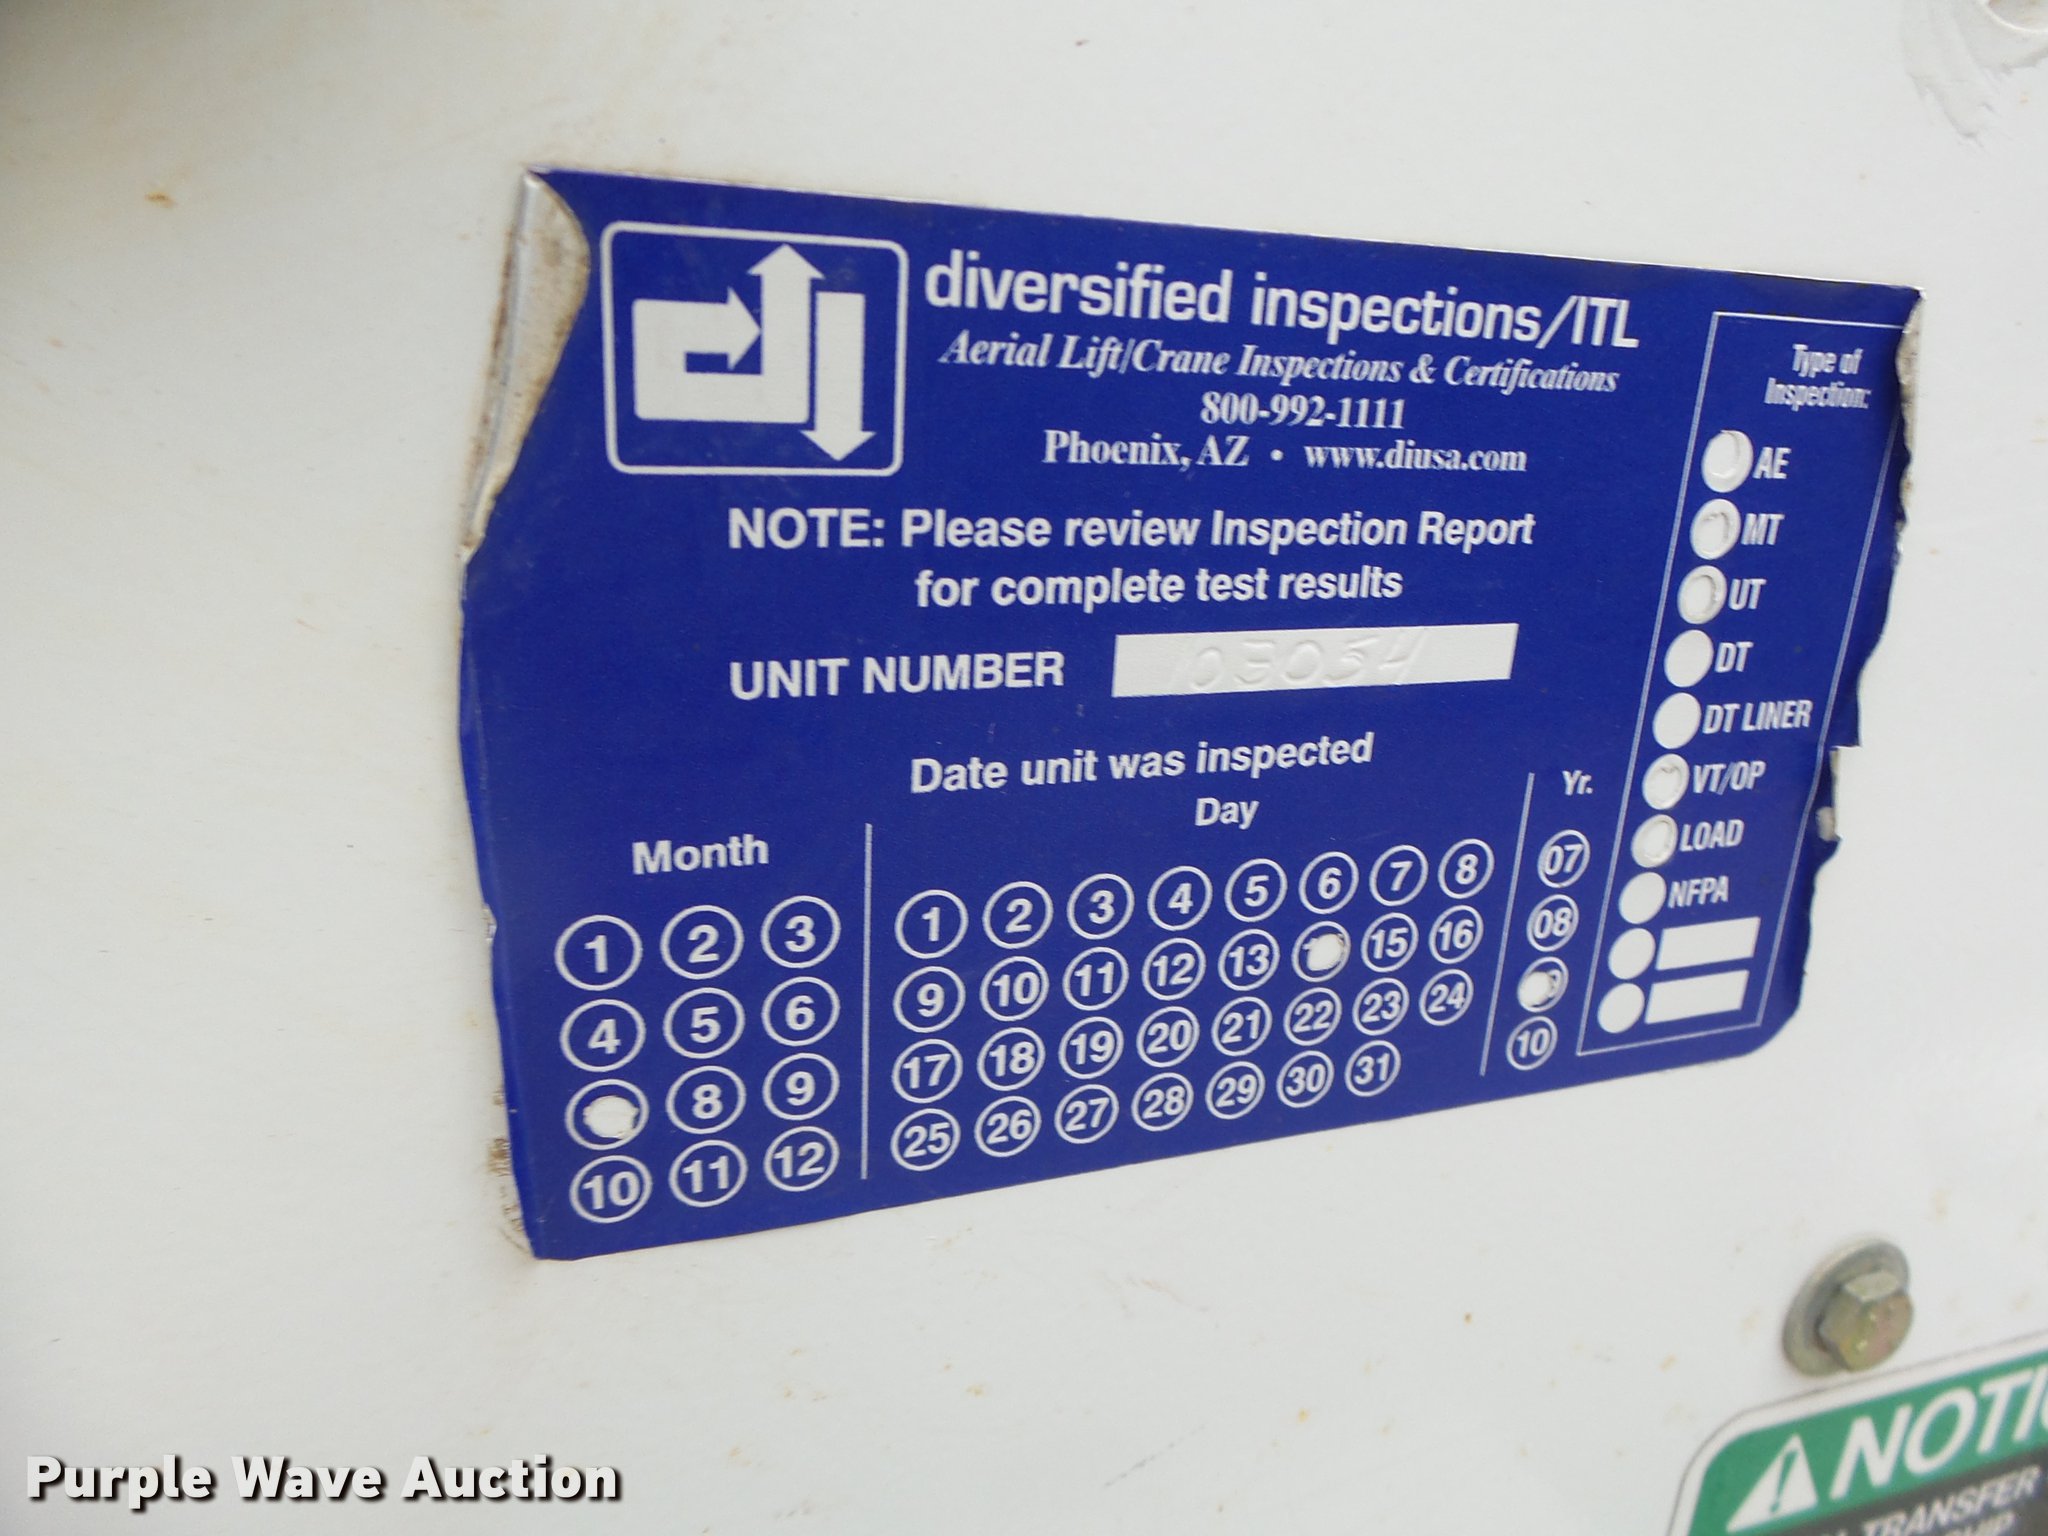 diversified inspections/ITL
Aerial Lift/Crane Inspections & Certifications
800-992-1111
Phoenix, AZ • www.diusa.com
NOTE: Please review Inspection Report
for complete test results
UNIT NUMBER 103054
Date unit was inspected
Month
1 2 3
4 5 6
8 9
10 11 12
Day
1 2 3 4 5 6 7 8
9 10 11 12 13 15 16
17 18 19 20 21 22 23 24
25 26 27 28 29 30 31
Yr.
07
08
10
Type of
Inspection:
AE
MT
UT
DT
DT LINER
VT/OP
LOAD
NFPA
TRANSFER
Purple Wave Auction